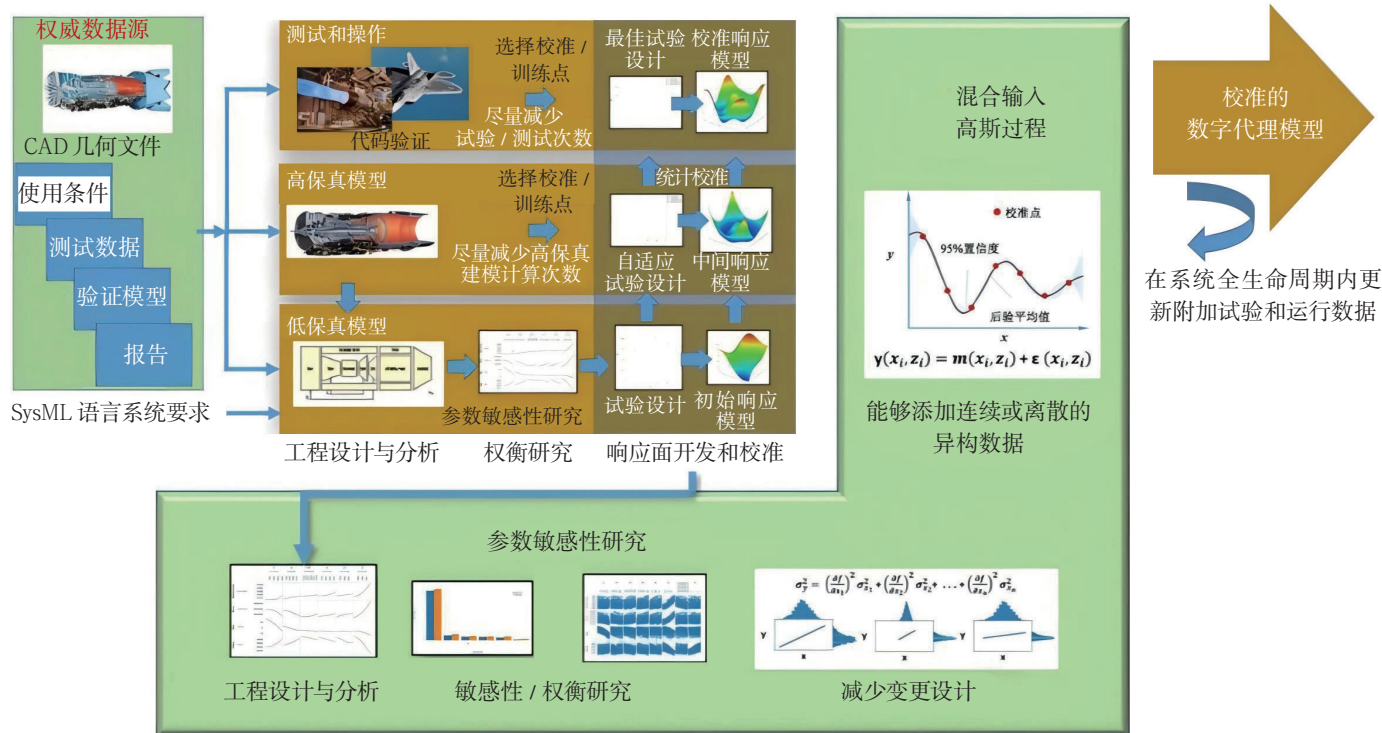 权威数据源
CAD 几何文件
使用条件
测试数据
验证模型
报告
SysML 语言系统要求
测试和操作
代码验证
选择校准 /
训练点
尽量减少
试验 / 测试次数
最佳试验
设计
校准响应
模型
高保真模型
选择校准 /
训练点
尽量减少高保真
建模计算次数
统计校准
自适应
试验设计
中间响应
模型
低保真模型
参数敏感性研究
试验设计
初始响应
模型
工程设计与分析
权衡研究
响应面开发和校准
混合输入
高斯过程
校准点
95%置信度
y
后验平均值
x
y(xᵢ, zᵢ) = m(xᵢ, zᵢ) + ε (xᵢ, zᵢ)
能够添加连续或离散的
异构数据
校准的
数字代理模型
在系统全生命周期内更
新附加试验和运行数据
参数敏感性研究
工程设计与分析
敏感性 / 权衡研究
σ_y² = (∂f/∂x₁)² σ_x₁² + (∂f/∂x₂)² σ_x₂² + ... + (∂f/∂xₙ)² σ_xₙ²
Y
X
Y
X
Y
X
减少变更设计